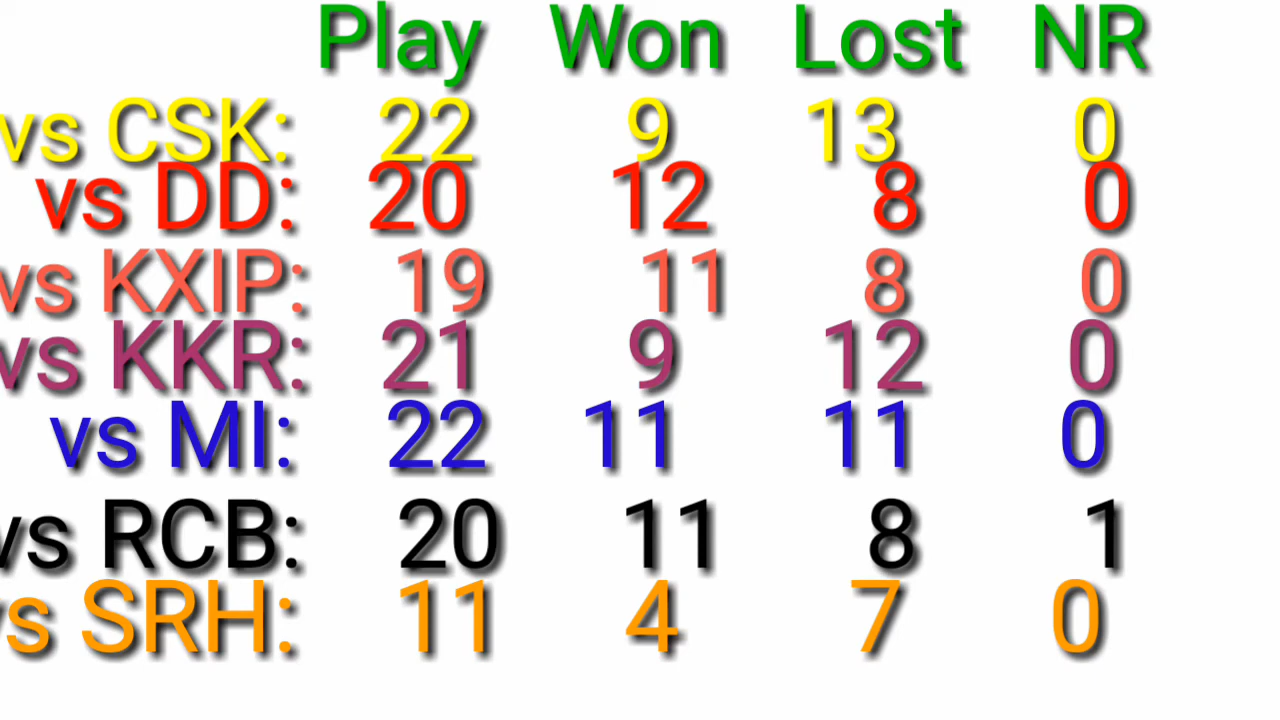 Play Won Lost NR
vs CSK: 22 9 13 0
vs DD: 20 12 8 0
vs KXIP: 19 11 8 0
vs KKR: 21 9 12 0
vs MI: 22 11 11 0
vs RCB: 20 11 8 1
vs SRH: 11 4 7 0